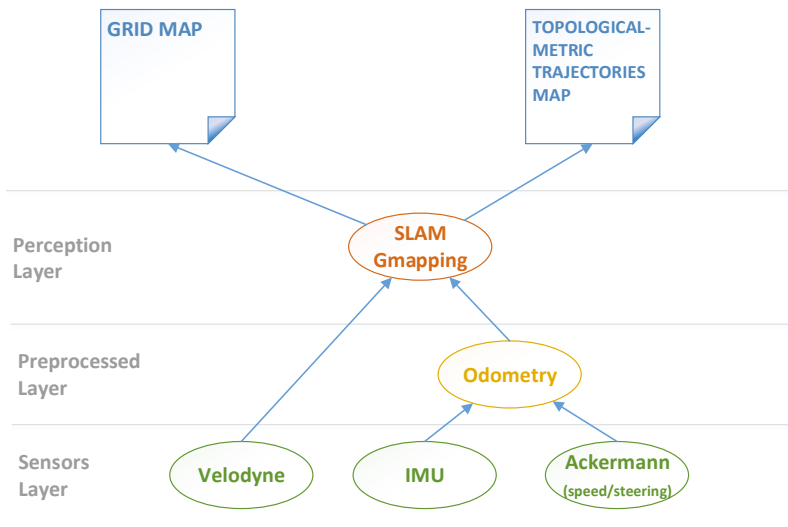 GRID MAP
TOPOLOGICAL-
METRIC
TRAJECTORIES
MAP
Perception
Layer
SLAM
Gmapping
Preprocessed
Layer
Odometry
Sensors
Layer
Velodyne
IMU
Ackermann
(speed/steering)